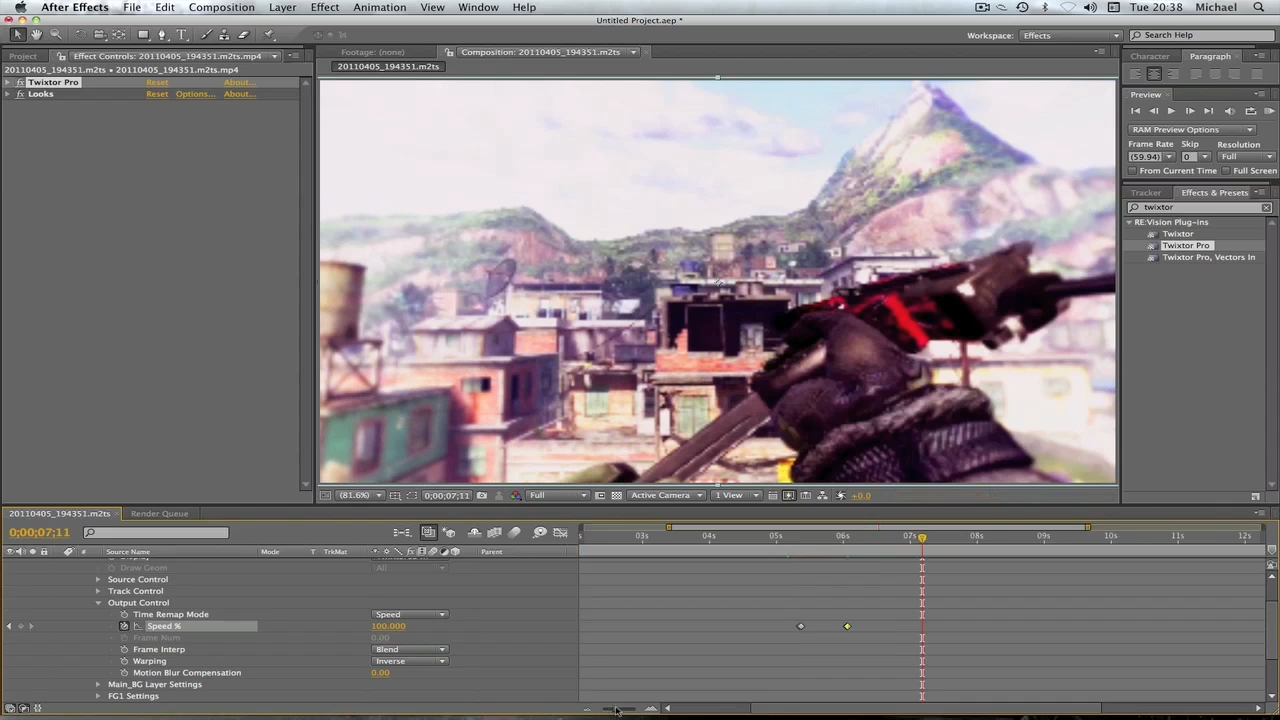 After Effects File Edit Composition Layer Effect Animation View Window Help Tue 20:38 Michael
Untitled Project.aep *
Workspace: Effects Search Help
Project Effect Controls: 20110405_194351.m2ts Footage: (none) Composition: 20110405_194351.m2ts Character Paragraph
20110405_194351.m2ts • 20110405_194351.m2ts.mp4 20110405_194351.m2ts
Twixtor Pro Reset About...
Looks Reset Options... About...
Preview
RAM Preview Options
Frame Rate Skip Resolution
(59.94) 0 Full
From Current Time Full Screen
Tracker Effects & Presets
twixtor
RE:Vision Plug-ins
Twixtor
Twixtor Pro
Twixtor Pro, Vectors In
(81.6%) 0;00;07;11 Full Active Camera 1 View +0.0
20110405_194351.m2ts Render Queue
0;00;07;11
03s 04s 05s 06s 07s 08s 09s 10s 11s 12s
# Source Name Mode T TrkMat Parent
Draw Geom All
Source Control
Track Control
Output Control
Time Remap Mode Speed
Speed % 100.000
Frame Num 0.00
Frame Interp Blend
Warping Inverse
Motion Blur Compensation 0.00
Main_BG Layer Settings
FG1 Settings